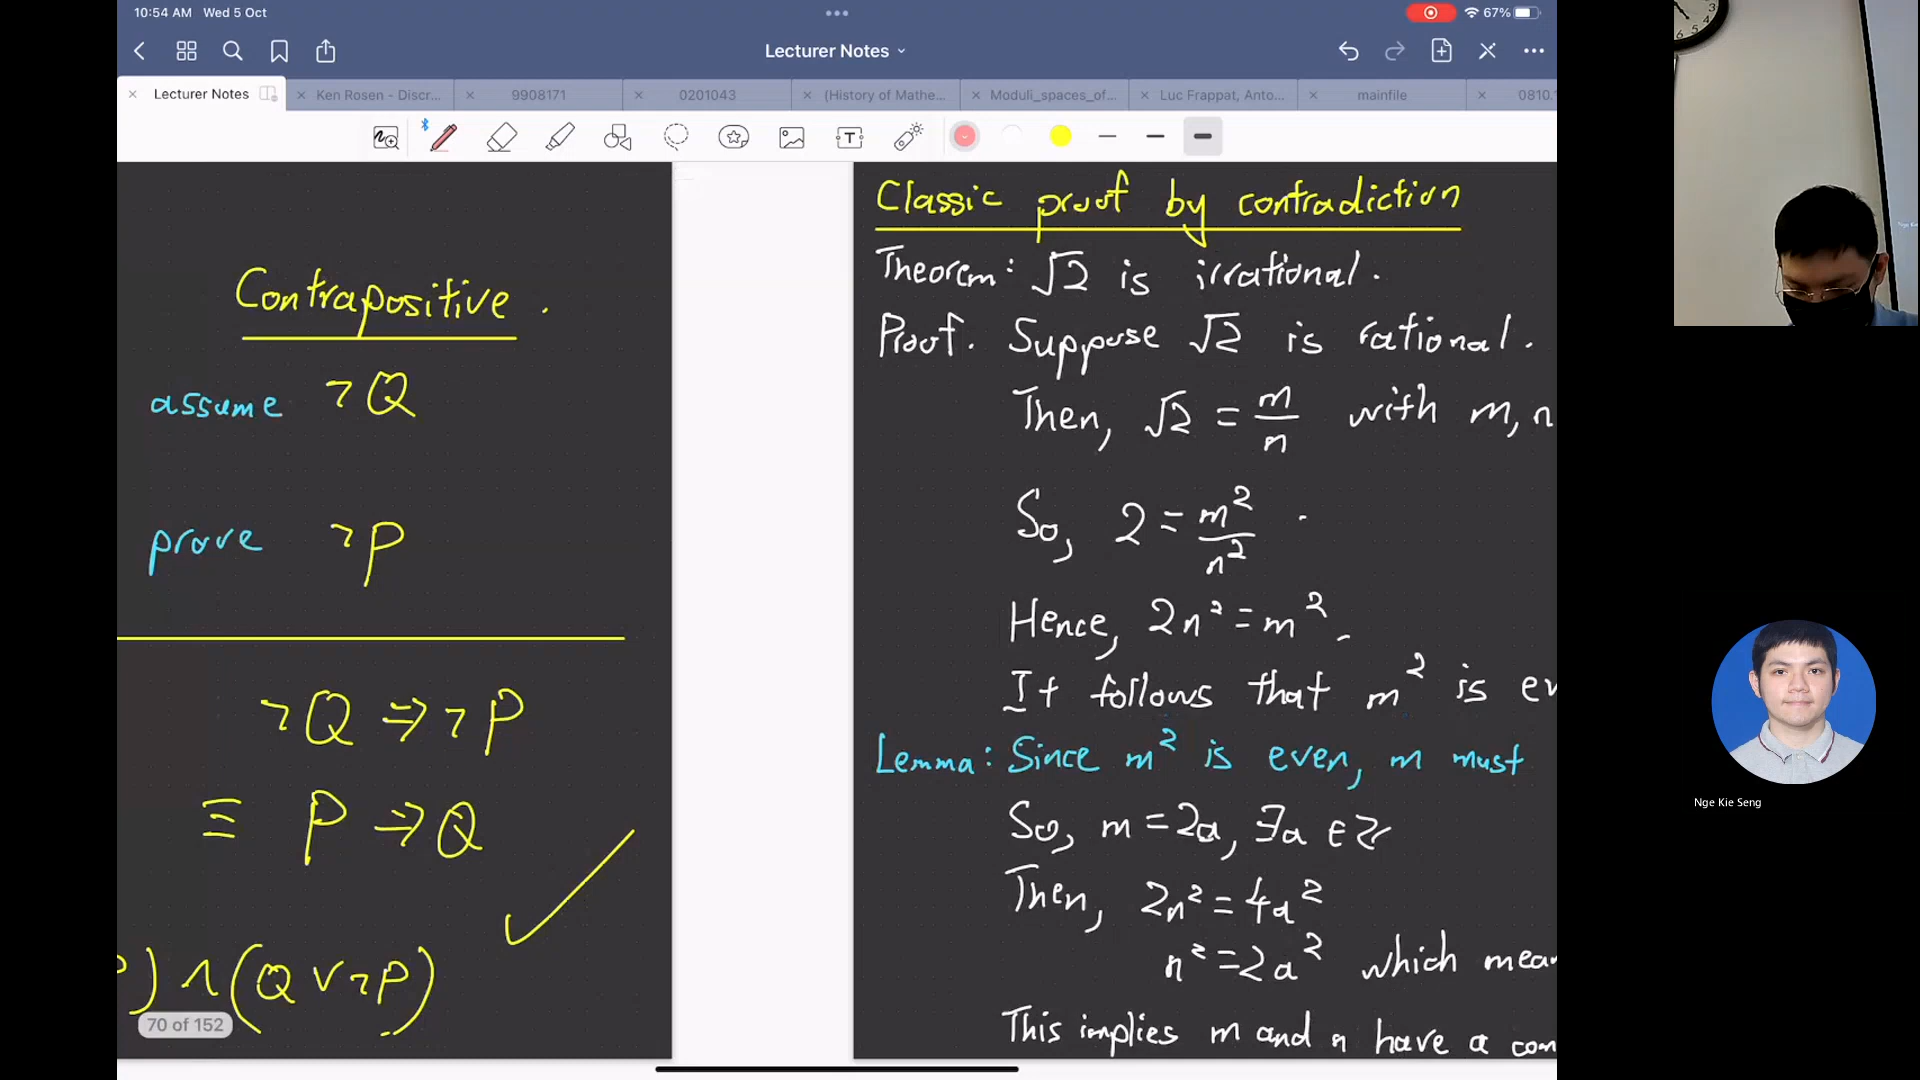 10:54 AM Wed 5 Oct
67%
Lecturer Notes
Lecturer Notes
Ken Rosen - Discr...
9908171
0201043
(History of Mathe...
Moduli_spaces_of...
Luc Frappat, Anto...
mainfile
0810.
Contrapositive.
assume ¬Q
prove ¬P
¬Q ⇒ ¬P
≡ P ⇒ Q
) ∧ (Q ∨ ¬P)
70 of 152
Classic proof by contradiction
Theorem: √2 is irrational.
Proof. Suppose √2 is rational.
Then, √2 = m/n with m, n
So, 2 = m²/n².
Hence, 2n² = m².
It follows that m² is ev
Lemma: Since m² is even, m must
So, m = 2a, ∃a ∈ ℤ
Then, 2n² = 4a²
n² = 2a² which mea
This implies m and n have a com
3
4
5
6
Nge Kie Seng